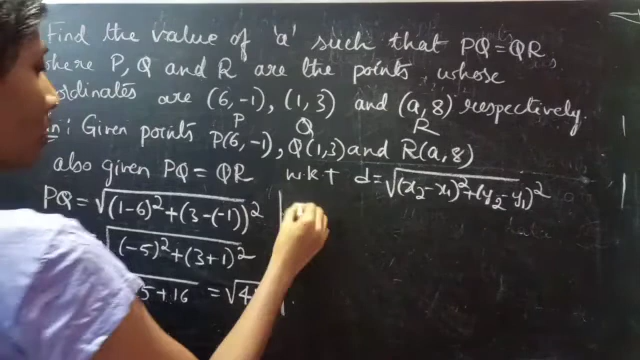 Find the value of 'a' such that PQ = QR
where P, Q and R are the points whose
ordinates are (6, -1), (1, 3) and (a, 8) respectively.
P Q R
: Given points P(6, -1), Q(1, 3) and R(a, 8)
also given PQ = QR w.k.t d = √(x₂-x₁)²+(y₂-y₁)²
PQ = √(1-6)²+(3-(-1))²
√(-5)²+(3+1)²
5+16 = √4